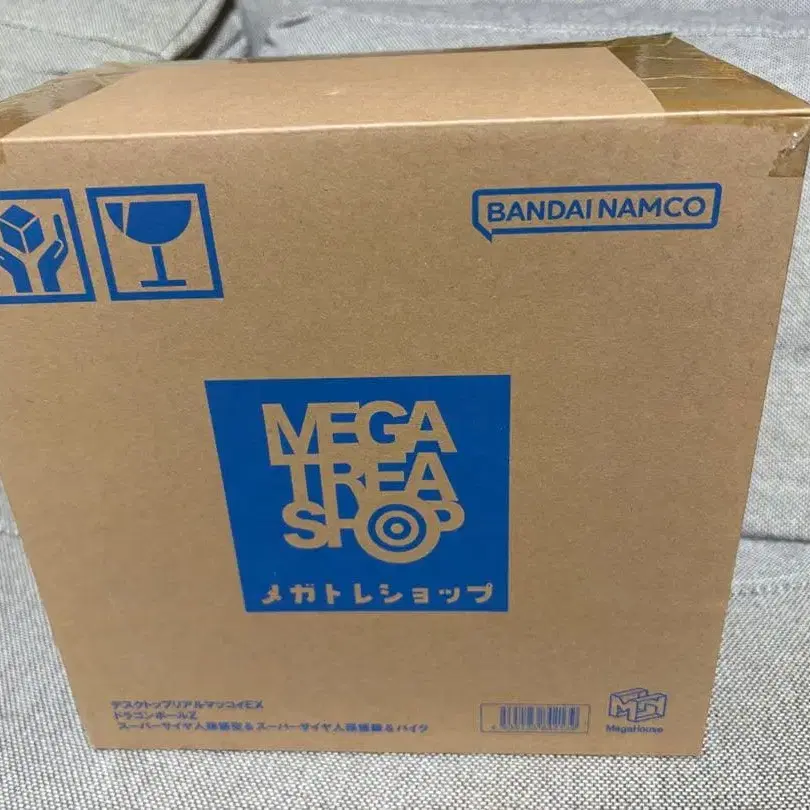 BANDAI NAMCO
MEGA
TREA
SHOP
メガトレショップ
デスクトップリアルマッコイEX
ドラゴンボールZ
スーパーサイヤ人孫悟空&スーパーサイヤ人孫悟飯&バイク
MegaHouse